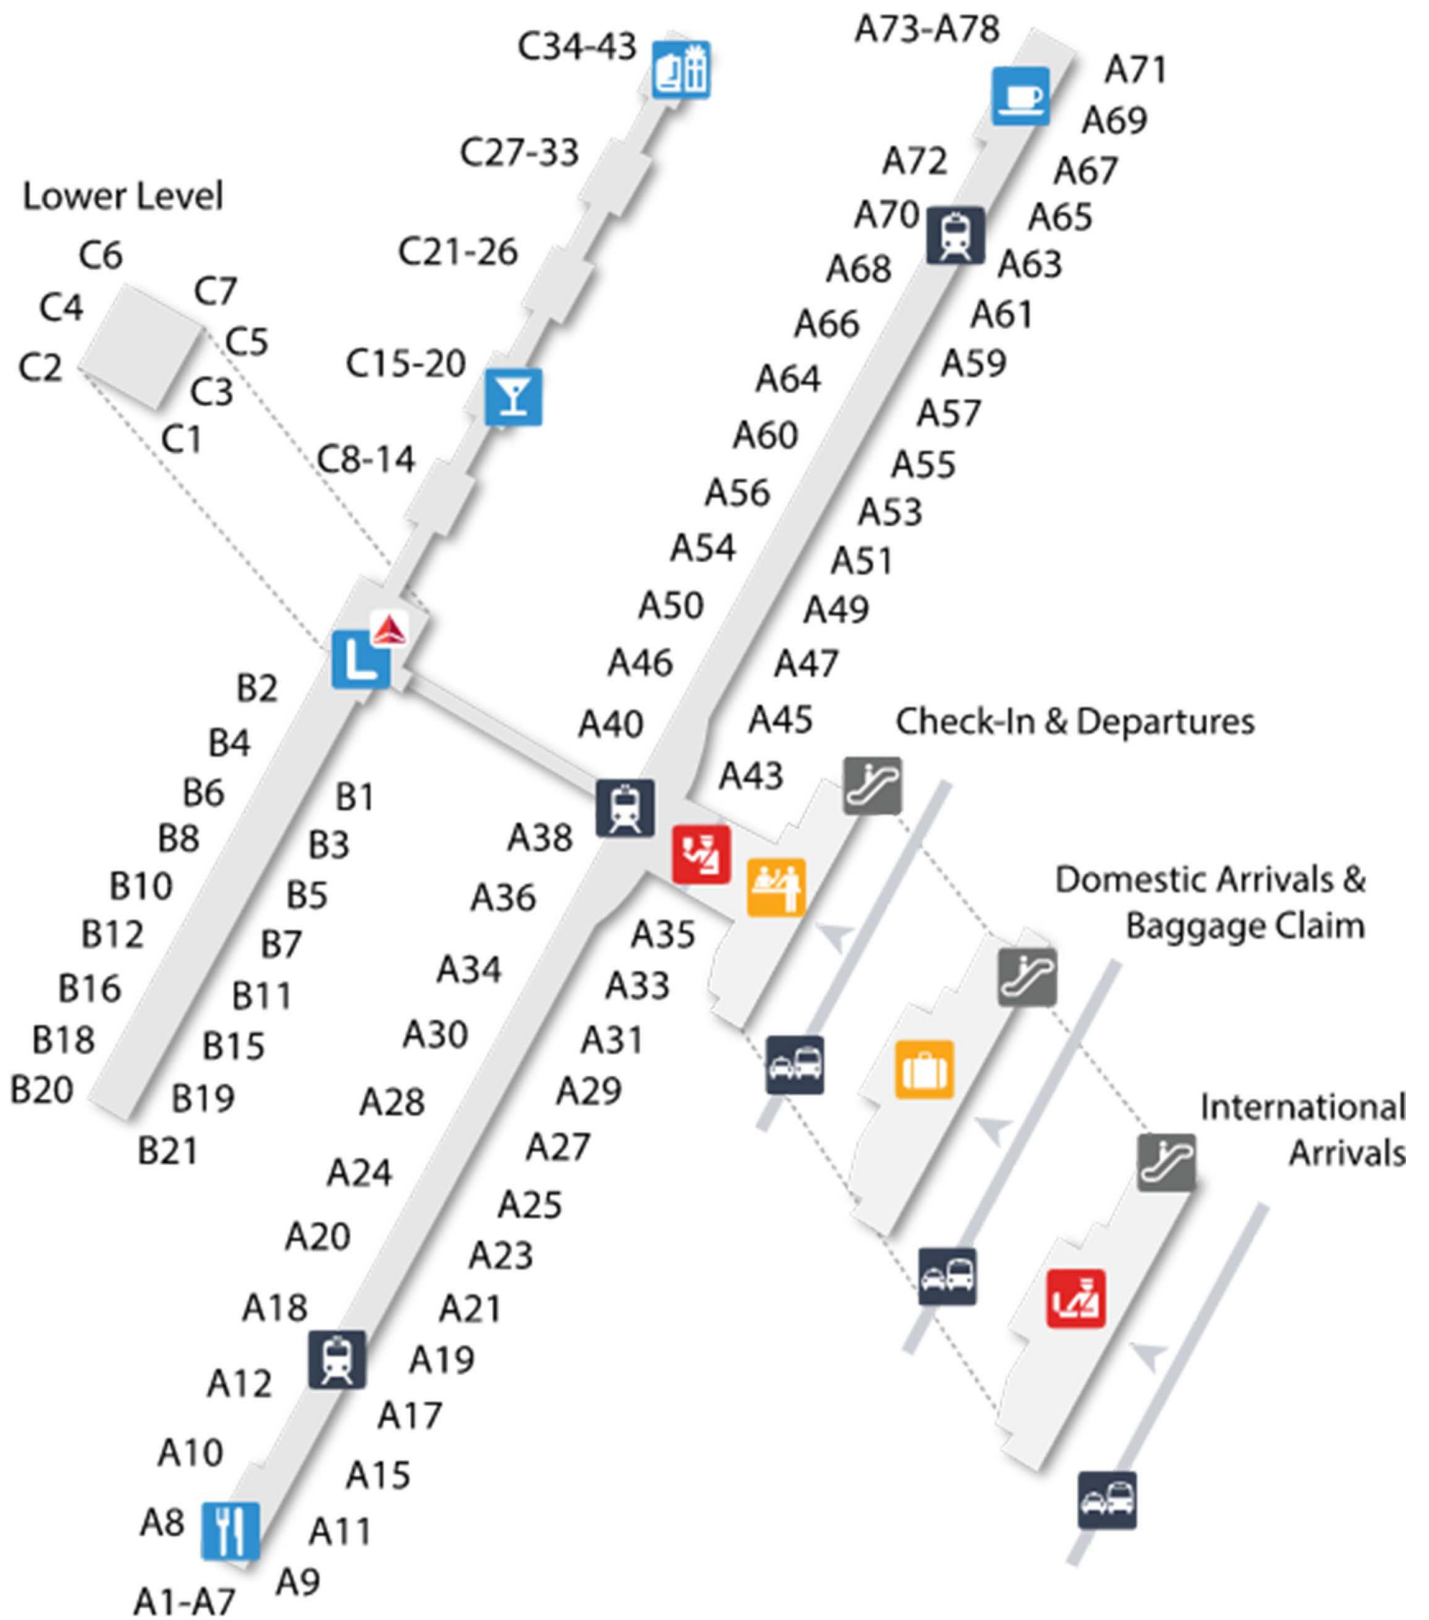 C34-43
A73-A78
A71
A69
C27-33
A72
A67
Lower Level
A70
A65
C6
C21-26
A68
A63
C7
C4
A66
A61
C5
C2
C15-20
A64
A59
C3
C1
C8-14
A60
A57
A56
A55
A54
A53
A51
A50
A49
A46
A47
L
B2
A40
A45
Check-In & Departures
B4
A43
B6
B1
B8
B3
A38
Domestic Arrivals &
Baggage Claim
B10
B5
A36
B12
B7
A35
B16
B11
A34
A33
B18
B15
A30
A31
B20
B19
A28
A29
International
Arrivals
B21
A27
A24
A25
A20
A23
A18
A21
A12
A19
A17
A10
A15
A8
A11
A1-A7
A9